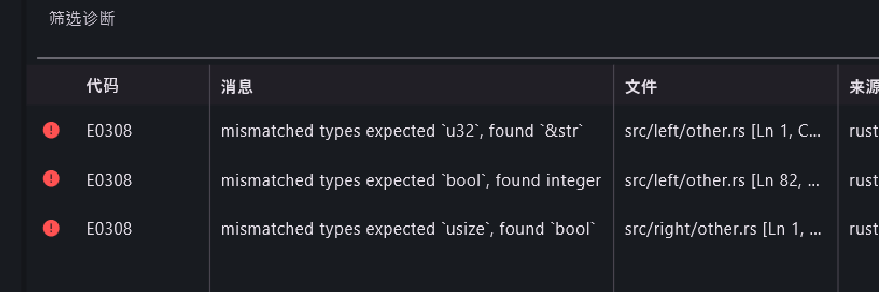 筛选诊断
代码 消息 文件 来源
E0308 mismatched types expected `u32`, found `&str` src/left/other.rs [Ln 1, C... rust
E0308 mismatched types expected `bool`, found integer src/left/other.rs [Ln 82, ... rust
E0308 mismatched types expected `usize`, found `bool` src/right/other.rs [Ln 1, ... rust